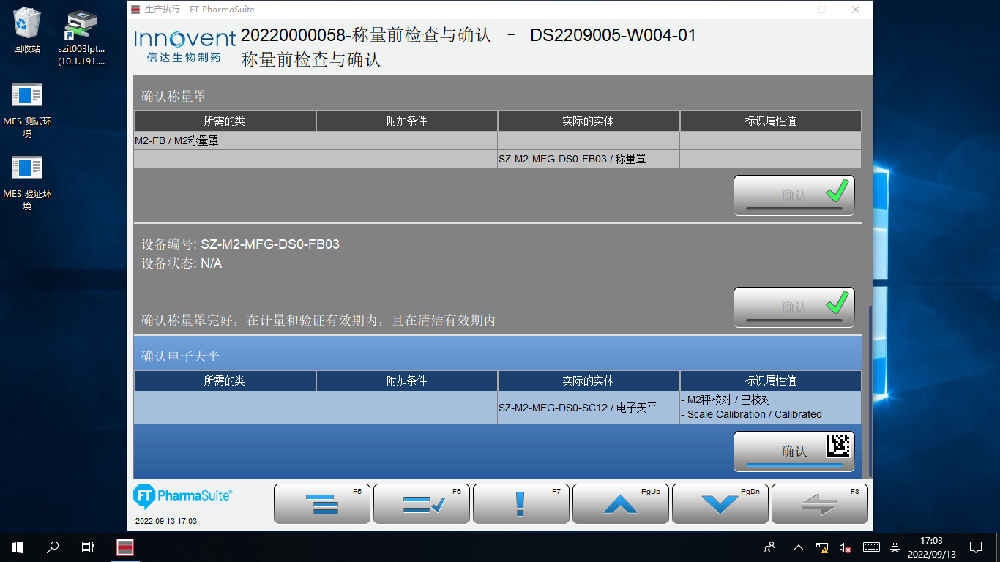 回收站
szit003lpt...
(10.1.191....
MES 测试环
境
MES 验证环
境
生产执行 - FT PharmaSuite
Innovent
信达生物制药
20220000058-称量前检查与确认 - DS2209005-W004-01
称量前检查与确认
确认称量罩
所需的类 附加条件 实际的实体 标识属性值
M2-FB / M2称量罩
SZ-M2-MFG-DS0-FB03 / 称量罩
确认
设备编号: SZ-M2-MFG-DS0-FB03
设备状态: N/A
确认
确认称量罩完好，在计量和验证有效期内，且在清洁有效期内
确认电子天平
所需的类 附加条件 实际的实体 标识属性值
SZ-M2-MFG-DS0-SC12 / 电子天平
- M2秤校对 / 已校对
- Scale Calibration / Calibrated
确认
FT PharmaSuite®
2022.09.13 17:03
F5
F6
F7
PgUp
PgDn
F8
英
17:03
2022/09/13